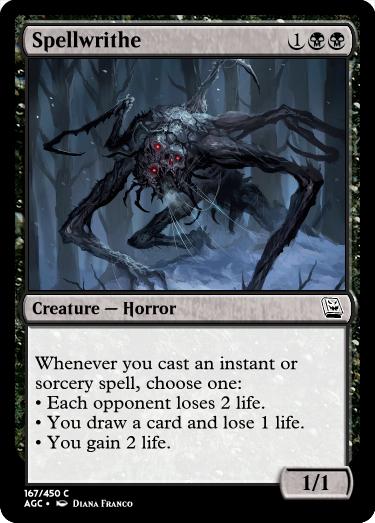 Spellwrithe 1
Creature — Horror
Whenever you cast an instant or
sorcery spell, choose one:
• Each opponent loses 2 life.
• You draw a card and lose 1 life.
• You gain 2 life.
1/1
167/450 C
AGC • Diana Franco